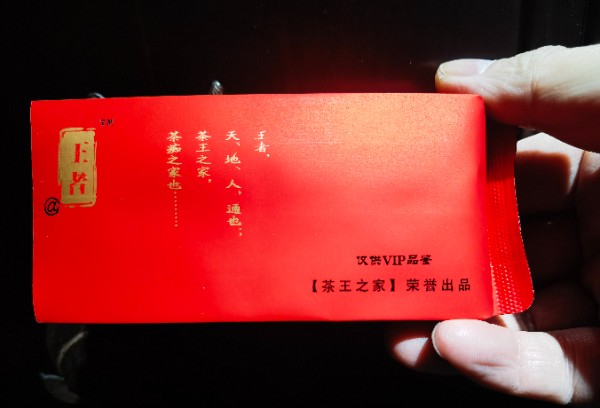 王者
@
王者，
天、地、人，通也。
茶王之家，
茶痴之家也………
仅供VIP品鉴
【茶王之家】荣誉出品